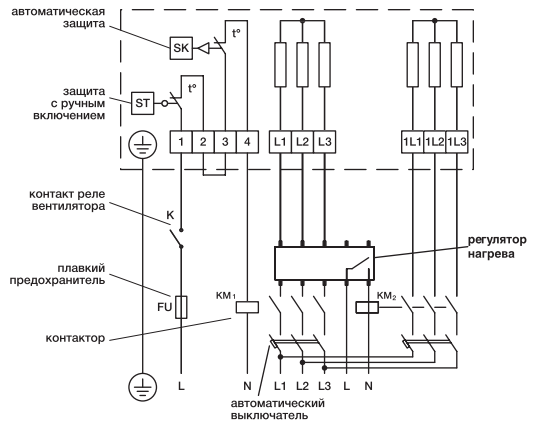 автоматическая
защита
SK
t°
защита
с ручным
включением
ST
t°
1 2 3 4
L1 L2 L3
1L1 1L2 1L3
контакт реле
вентилятора
K
регулятор
нагрева
плавкий
предохранитель
FU
KM1
KM2
контактор
L N L1 L2 L3 L N
автоматический
выключатель